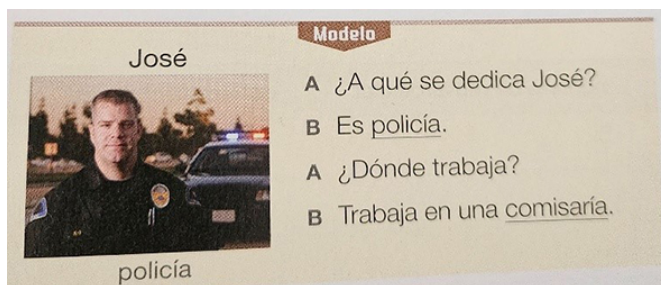 Modelo
José
A ¿A qué se dedica José?
B Es policía.
A ¿Dónde trabaja?
B Trabaja en una comisaría.
policía